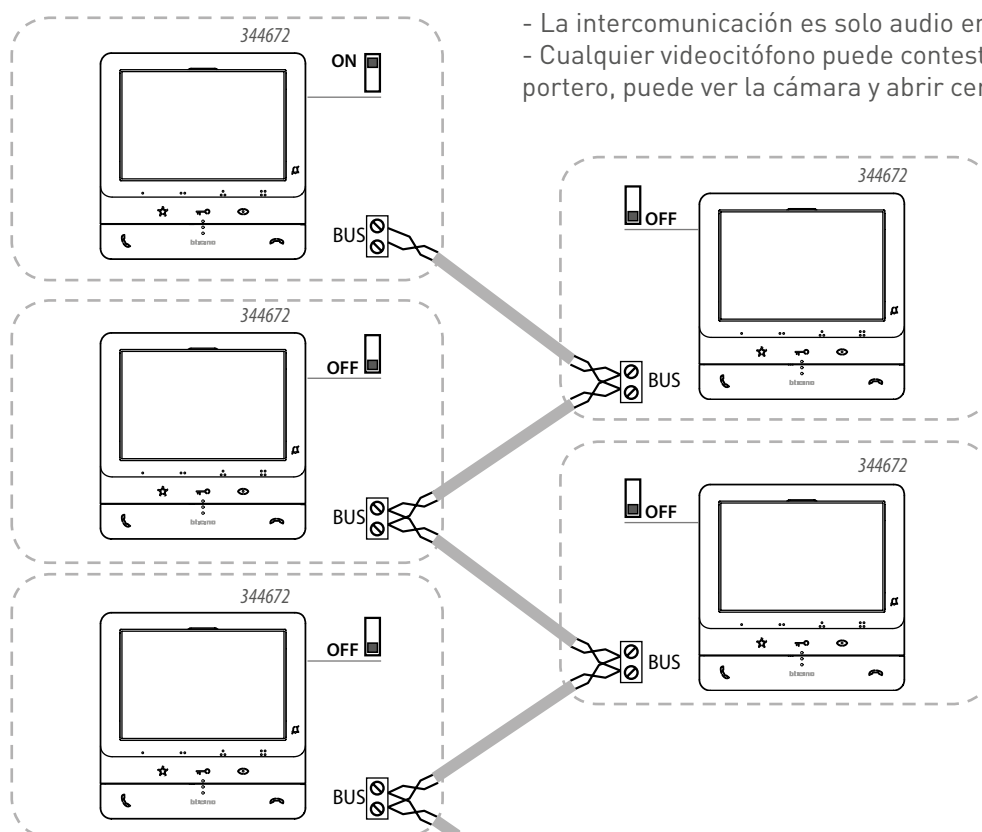 - La intercomunicación es solo audio en
- Cualquier videocitófono puede contest
portero, puede ver la cámara y abrir cer
344672
ON
BUS
344672
OFF
BUS
344672
OFF
BUS
344672
OFF
BUS
344672
OFF
BUS